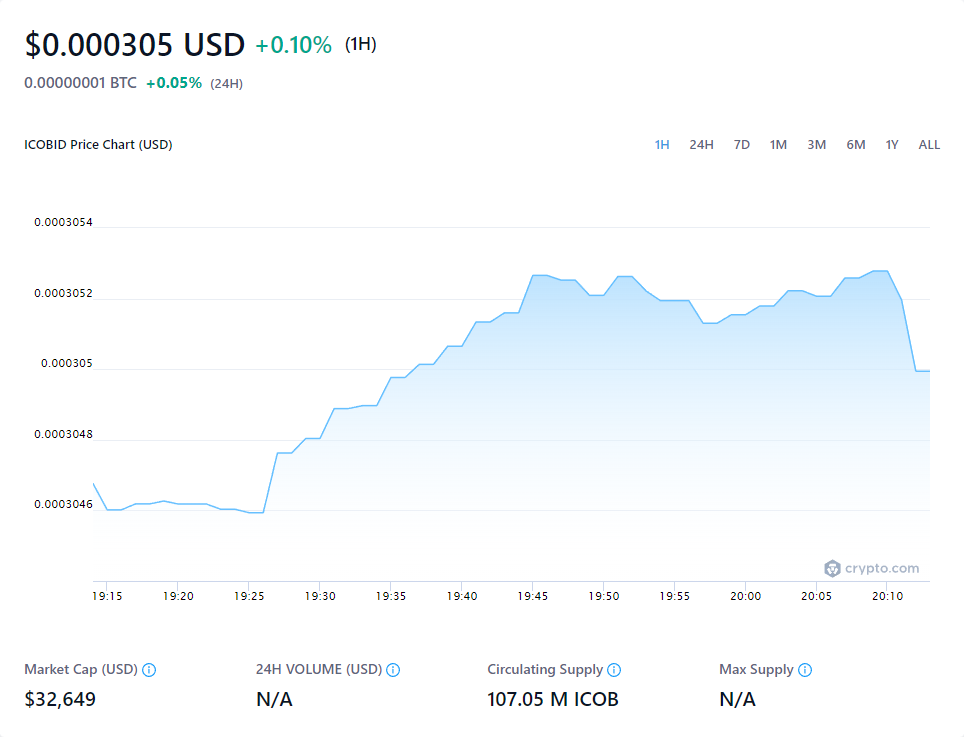 $0.000305 USD +0.10% (1H)
0.00000001 BTC +0.05% (24H)
ICOBID Price Chart (USD)
1H 24H 7D 1M 3M 6M 1Y ALL
0.0003054
0.0003052
0.000305
0.0003048
0.0003046
crypto.com
19:15 19:20 19:25 19:30 19:35 19:40 19:45 19:50 19:55 20:00 20:05 20:10
Market Cap (USD) 24H VOLUME (USD) Circulating Supply Max Supply
$32,649 N/A 107.05 M ICOB N/A